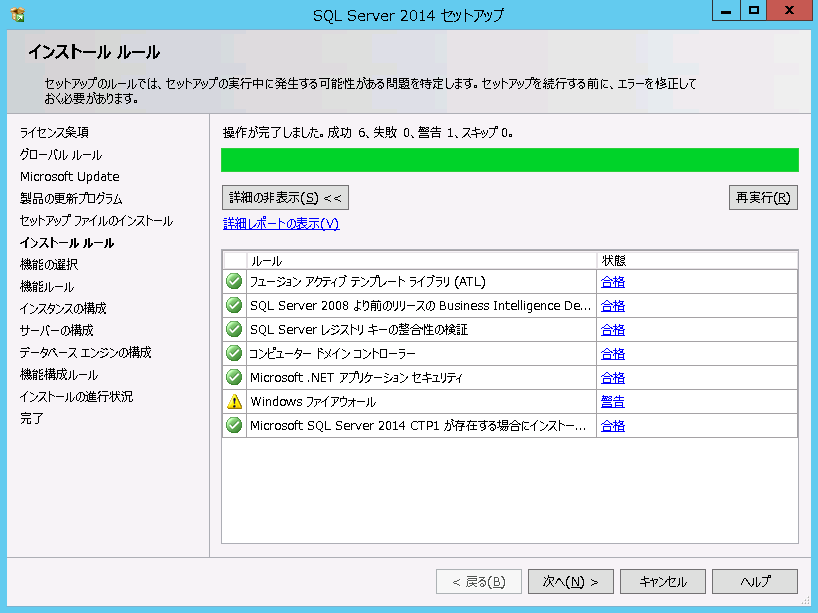 SQL Server 2014 セットアップ
インストール ルール
セットアップのルールでは、セットアップの実行中に発生する可能性がある問題を特定します。セットアップを続行する前に、エラーを修正して
おく必要があります。
ライセンス条項
グローバル ルール
Microsoft Update
製品の更新プログラム
セットアップ ファイルのインストール
インストール ルール
機能の選択
機能ルール
インスタンスの構成
サーバーの構成
データベース エンジンの構成
機能構成ルール
インストールの進行状況
完了
操作が完了しました。成功 6、失敗 0、警告 1、スキップ 0。
詳細の非表示(S) <<
再実行(R)
詳細レポートの表示(V)
ルール 状態
フュージョン アクティブ テンプレート ライブラリ (ATL) 合格
SQL Server 2008 より前のリリースの Business Intelligence De... 合格
SQL Server レジストリ キーの整合性の検証 合格
コンピューター ドメイン コントローラー 合格
Microsoft .NET アプリケーション セキュリティ 合格
Windows ファイアウォール 警告
Microsoft SQL Server 2014 CTP1 が存在する場合にインストー... 合格
< 戻る(B)
次へ(N) >
キャンセル
ヘルプ